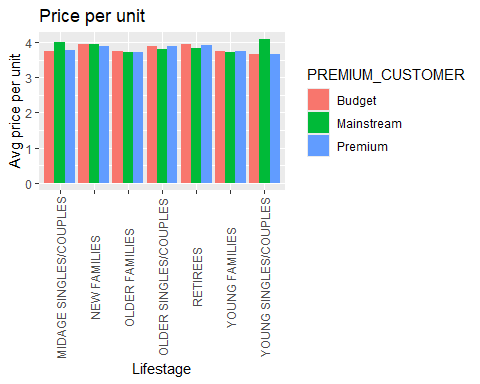 Price per unit
Avg price per unit
4
3
2
1
0
MIDAGE SINGLES/COUPLES
NEW FAMILIES
OLDER FAMILIES
OLDER SINGLES/COUPLES
RETIREES
YOUNG FAMILIES
YOUNG SINGLES/COUPLES
Lifestage
PREMIUM_CUSTOMER
Budget
Mainstream
Premium